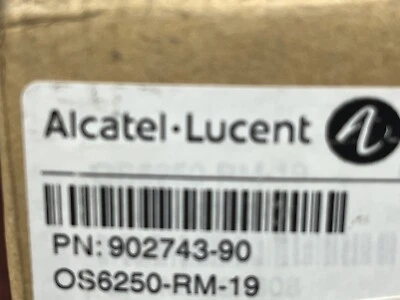 Alcatel·Lucent
PN: 902743-90
OS6250-RM-19